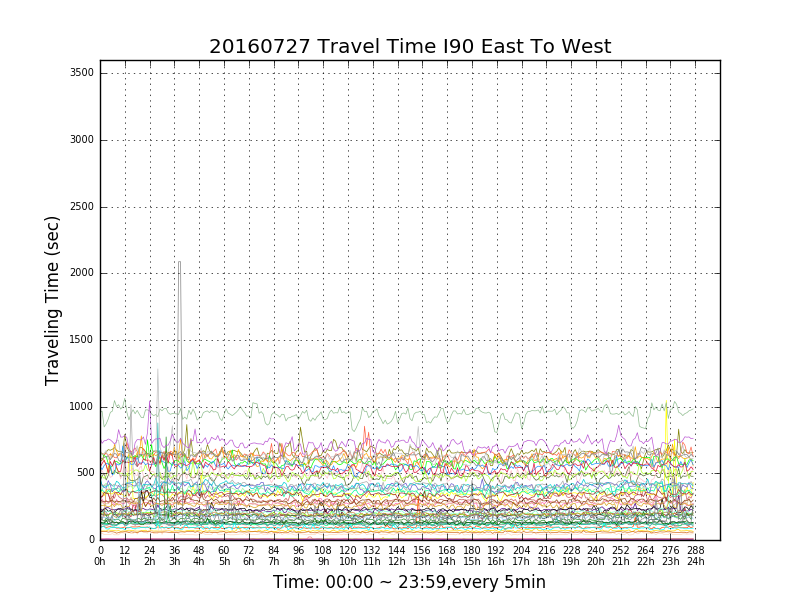 20160727 Travel Time I90 East To West
3500
3000
2500
2000
1500
1000
500
0
Traveling Time (sec)
0 12 24 36 48 60 72 84 96 108 120 132 144 156 168 180 192 204 216 228 240 252 264 276 288
0h 1h 2h 3h 4h 5h 6h 7h 8h 9h 10h 11h 12h 13h 14h 15h 16h 17h 18h 19h 20h 21h 22h 23h 24h
Time: 00:00 ~ 23:59,every 5min